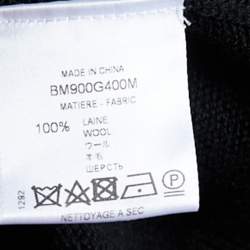 MADE IN CHINA
BM900G400M
MATIERE - FABRIC
100% LAINE
WOOL
ウール
羊毛
ШЕРСТЬ
1292
P
NETTOYAGE A SEC